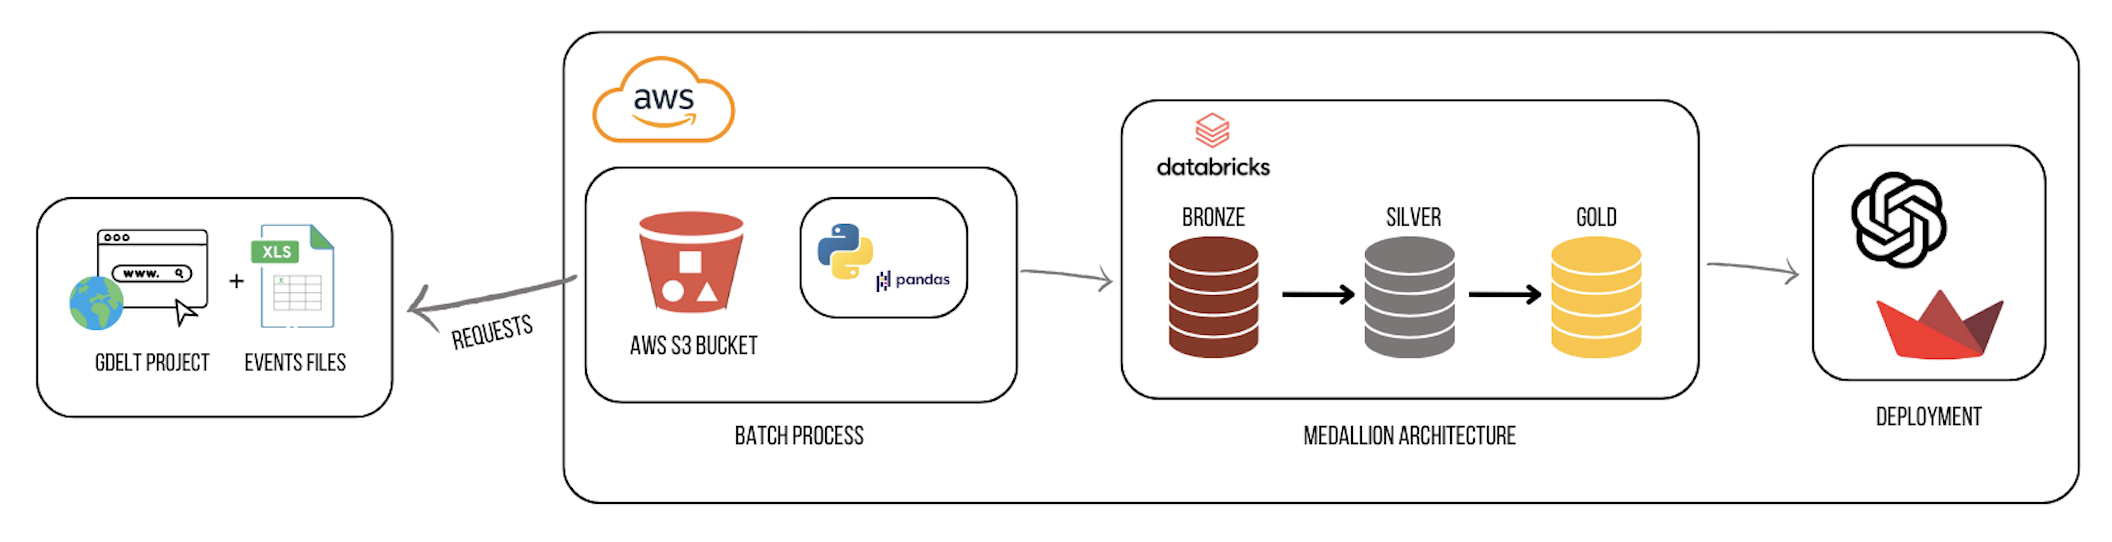 aws
databricks
BRONZE
SILVER
GOLD
www.
XLS
X
+
pandas
GDELT PROJECT
EVENTS FILES
REQUESTS
AWS S3 BUCKET
BATCH PROCESS
MEDALLION ARCHITECTURE
DEPLOYMENT